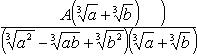 A(∛a + ∛b)     )
(∛a² − ∛ab + ∛b²)(∛a + ∛b)